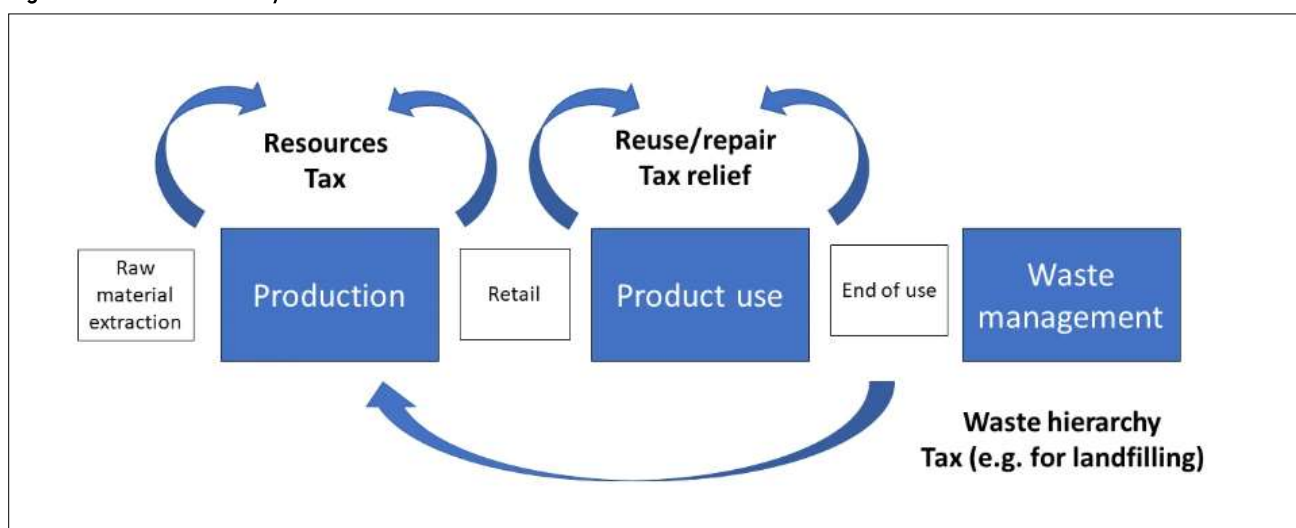 Resources
Tax
Reuse/repair
Tax relief
Raw
material
extraction
Production
Retail
Product use
End of use
Waste
management
Waste hierarchy
Tax (e.g. for landfilling)